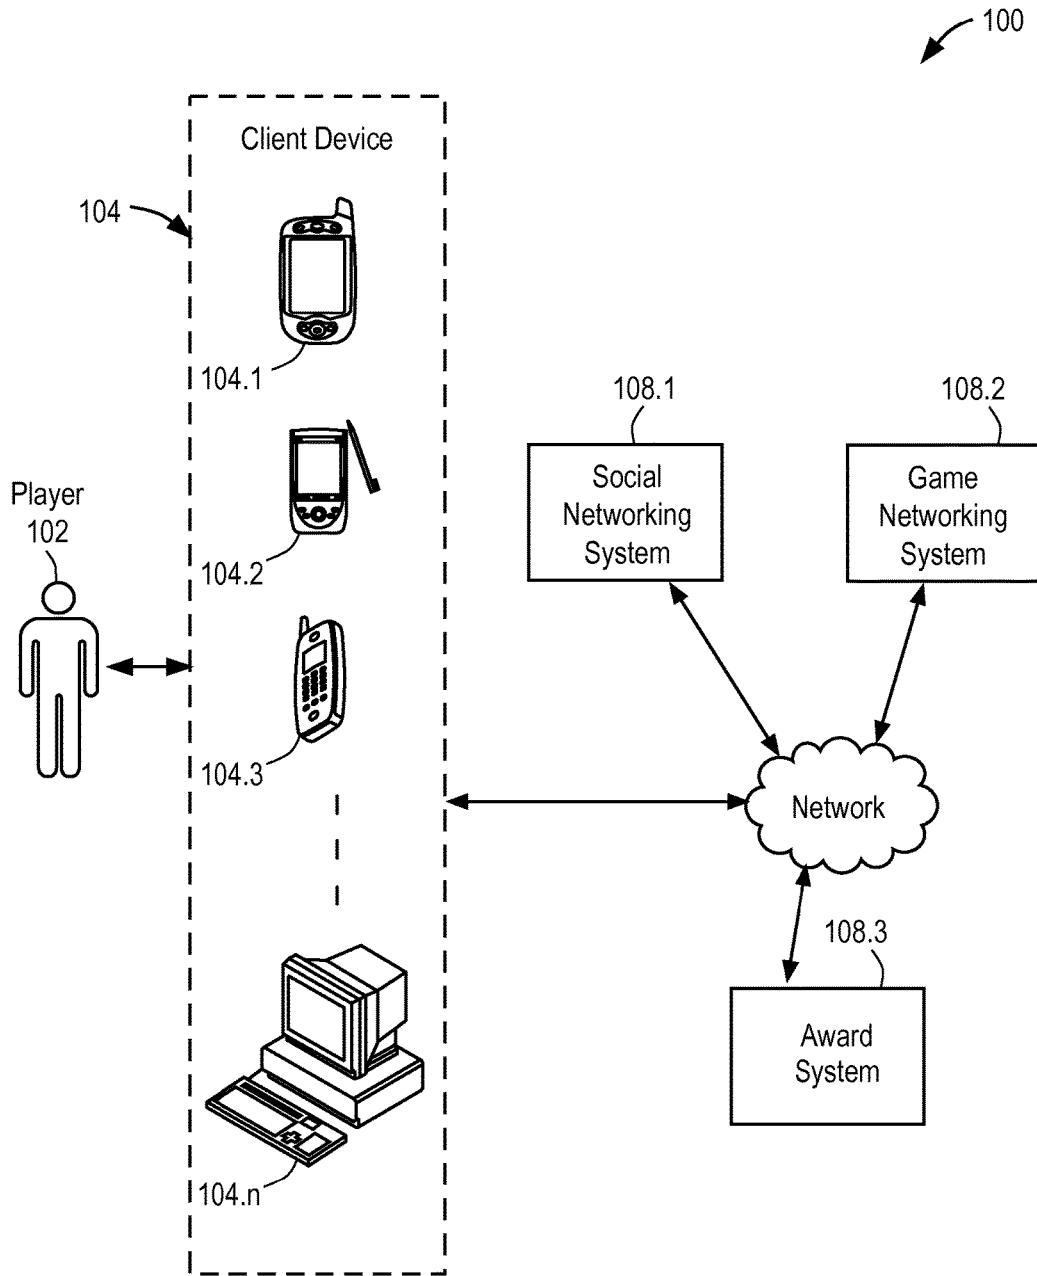 100
Client Device
104
104.1
108.1
108.2
Social
Networking
System
Game
Networking
System
Player
102
104.2
104.3
Network
108.3
Award
System
104.n